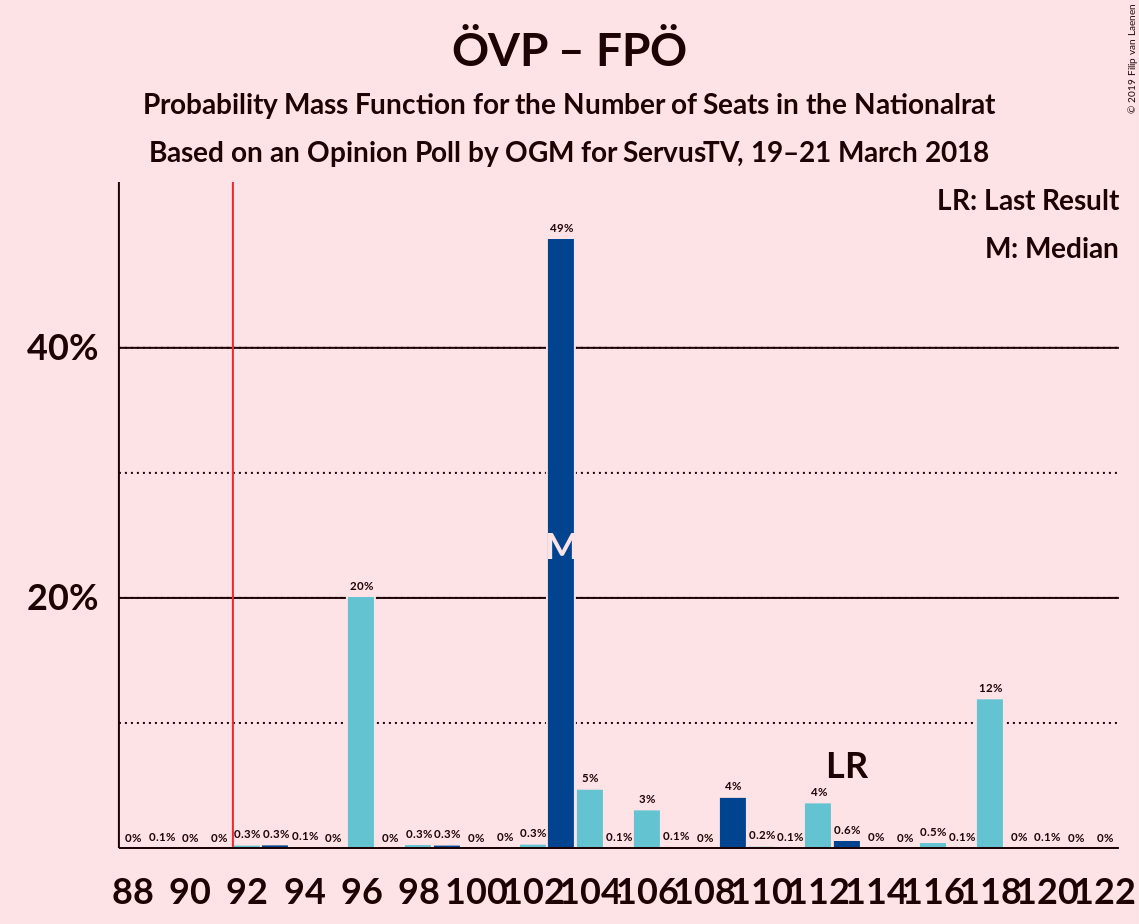 ÖVP – FPÖ
Probability Mass Function for the Number of Seats in the Nationalrat
Based on an Opinion Poll by OGM for ServusTV, 19–21 March 2018
© 2019 Filip van Laenen
LR: Last Result
M: Median
49%
40%
M
20%
20%
12%
LR
5%
3%
4%
4%
0% 0.1% 0% 0% 0.3% 0.3% 0.1% 0% 0% 0.3% 0.3% 0% 0% 0.3% 0.1% 0.1% 0% 0.2% 0.1% 0.6% 0% 0% 0.5% 0.1% 0% 0.1% 0% 0%
88 90 92 94 96 98 100 102 104 106 108 110 112 114 116 118 120 122